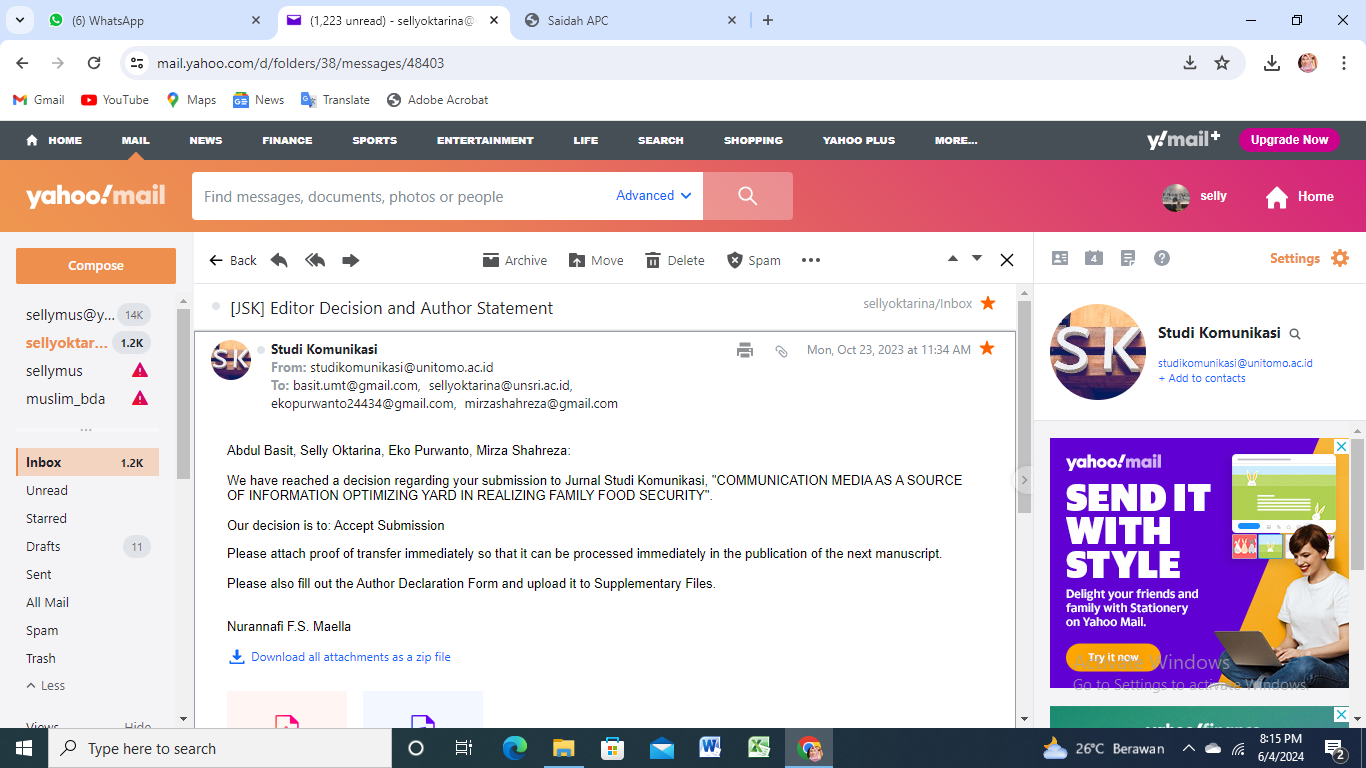 (6) WhatsApp
(1,223 unread) - sellyoktarina@
Saidah APC
mail.yahoo.com/d/folders/38/messages/48403
Gmail YouTube Maps News Translate Adobe Acrobat
HOME MAIL NEWS FINANCE SPORTS ENTERTAINMENT LIFE SEARCH SHOPPING YAHOO PLUS MORE... y!mail+ Upgrade Now
yahoo!mail Find messages, documents, photos or people Advanced selly Home
Compose
Back Archive Move Delete Spam
4 Settings
sellymus@y... 14K
sellyoktar... 1.2K
sellymus
muslim_bda
Inbox 1.2K
Unread
Starred
Drafts 11
Sent
All Mail
Spam
Trash
Less
Views Hide
[JSK] Editor Decision and Author Statement sellyoktarina/Inbox
SK
Studi Komunikasi Mon, Oct 23, 2023 at 11:34 AM
From: studikomunikasi@unitomo.ac.id
To: basit.umt@gmail.com, sellyoktarina@unsri.ac.id,
ekopurwanto24434@gmail.com, mirzashahreza@gmail.com
Abdul Basit, Selly Oktarina, Eko Purwanto, Mirza Shahreza:
We have reached a decision regarding your submission to Jurnal Studi Komunikasi, "COMMUNICATION MEDIA AS A SOURCE
OF INFORMATION OPTIMIZING YARD IN REALIZING FAMILY FOOD SECURITY".
Our decision is to: Accept Submission
Please attach proof of transfer immediately so that it can be processed immediately in the publication of the next manuscript.
Please also fill out the Author Declaration Form and upload it to Supplementary Files.
Nurannafi F.S. Maella
Download all attachments as a zip file
SK
Studi Komunikasi
studikomunikasi@unitomo.ac.id
+ Add to contacts
yahoo!mail
SEND IT
WITH
STYLE
Delight your friends and
family with Stationery
on Yahoo Mail.
Try it now
Activate Windows
Go to Settings to activate Windows.
yahoo/finance
Type here to search
26°C Berawan
8:15 PM
6/4/2024
2